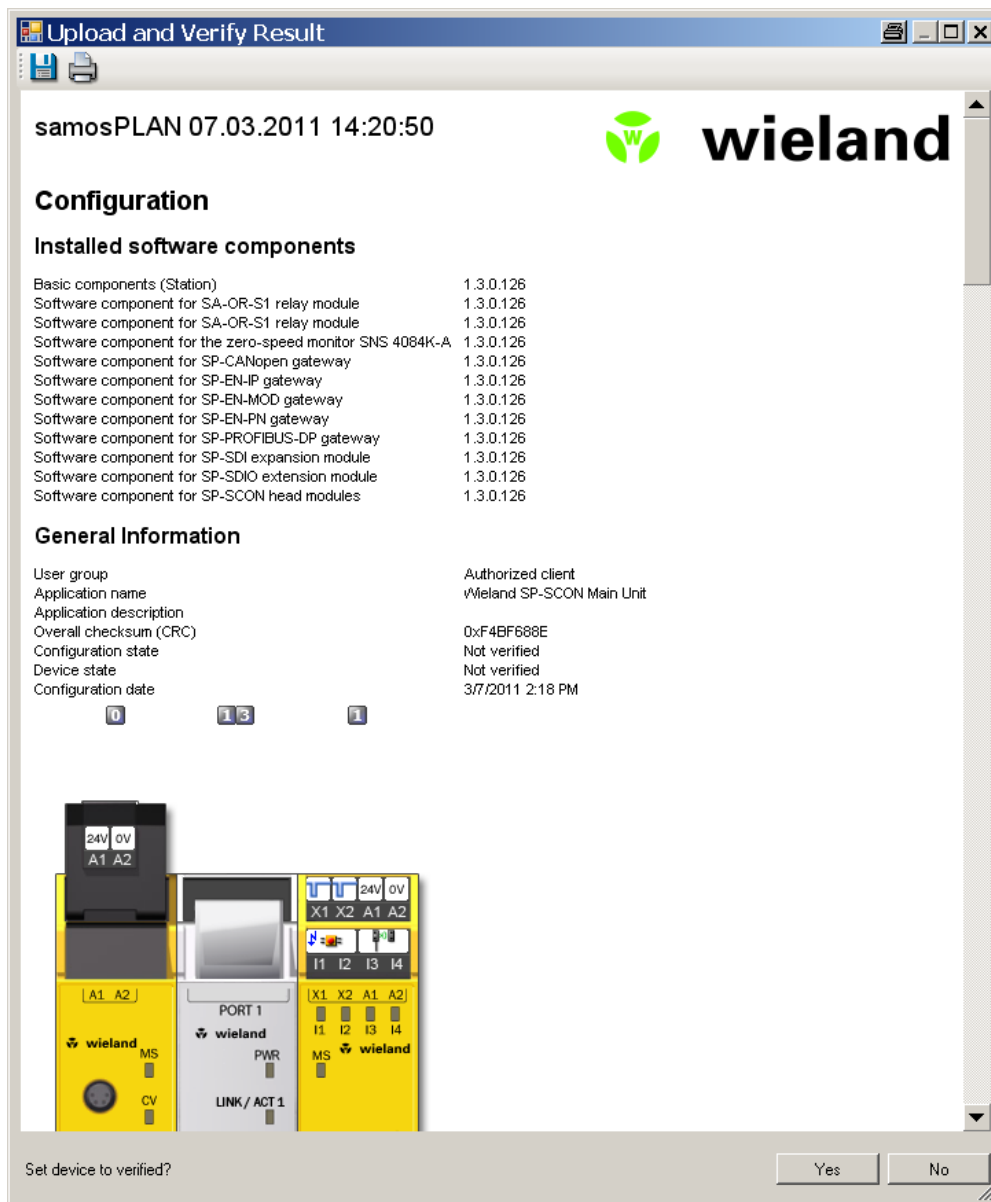 Upload and Verify Result
samosPLAN 07.03.2011 14:20:50
W wieland
Configuration
Installed software components
Basic components (Station) 1.3.0.126
Software component for SA-OR-S1 relay module 1.3.0.126
Software component for SA-OR-S1 relay module 1.3.0.126
Software component for the zero-speed monitor SNS 4084K-A 1.3.0.126
Software component for SP-CANopen gateway 1.3.0.126
Software component for SP-EN-IP gateway 1.3.0.126
Software component for SP-EN-MOD gateway 1.3.0.126
Software component for SP-EN-PN gateway 1.3.0.126
Software component for SP-PROFIBUS-DP gateway 1.3.0.126
Software component for SP-SDI expansion module 1.3.0.126
Software component for SP-SDIO extension module 1.3.0.126
Software component for SP-SCON head modules 1.3.0.126
General Information
User group Authorized client
Application name Wieland SP-SCON Main Unit
Application description
Overall checksum (CRC) 0xF4BF688E
Configuration state Not verified
Device state Not verified
Configuration date 3/7/2011 2:18 PM
0 1 3 1
24V 0V
A1 A2
24V 0V
X1 X2 A1 A2
I1 I2 I3 I4
A1 A2
X1 X2 A1 A2
PORT 1
I1 I2 I3 I4
wieland
wieland
wieland
MS
PWR
MS
CV
LINK / ACT 1
Set device to verified? Yes No